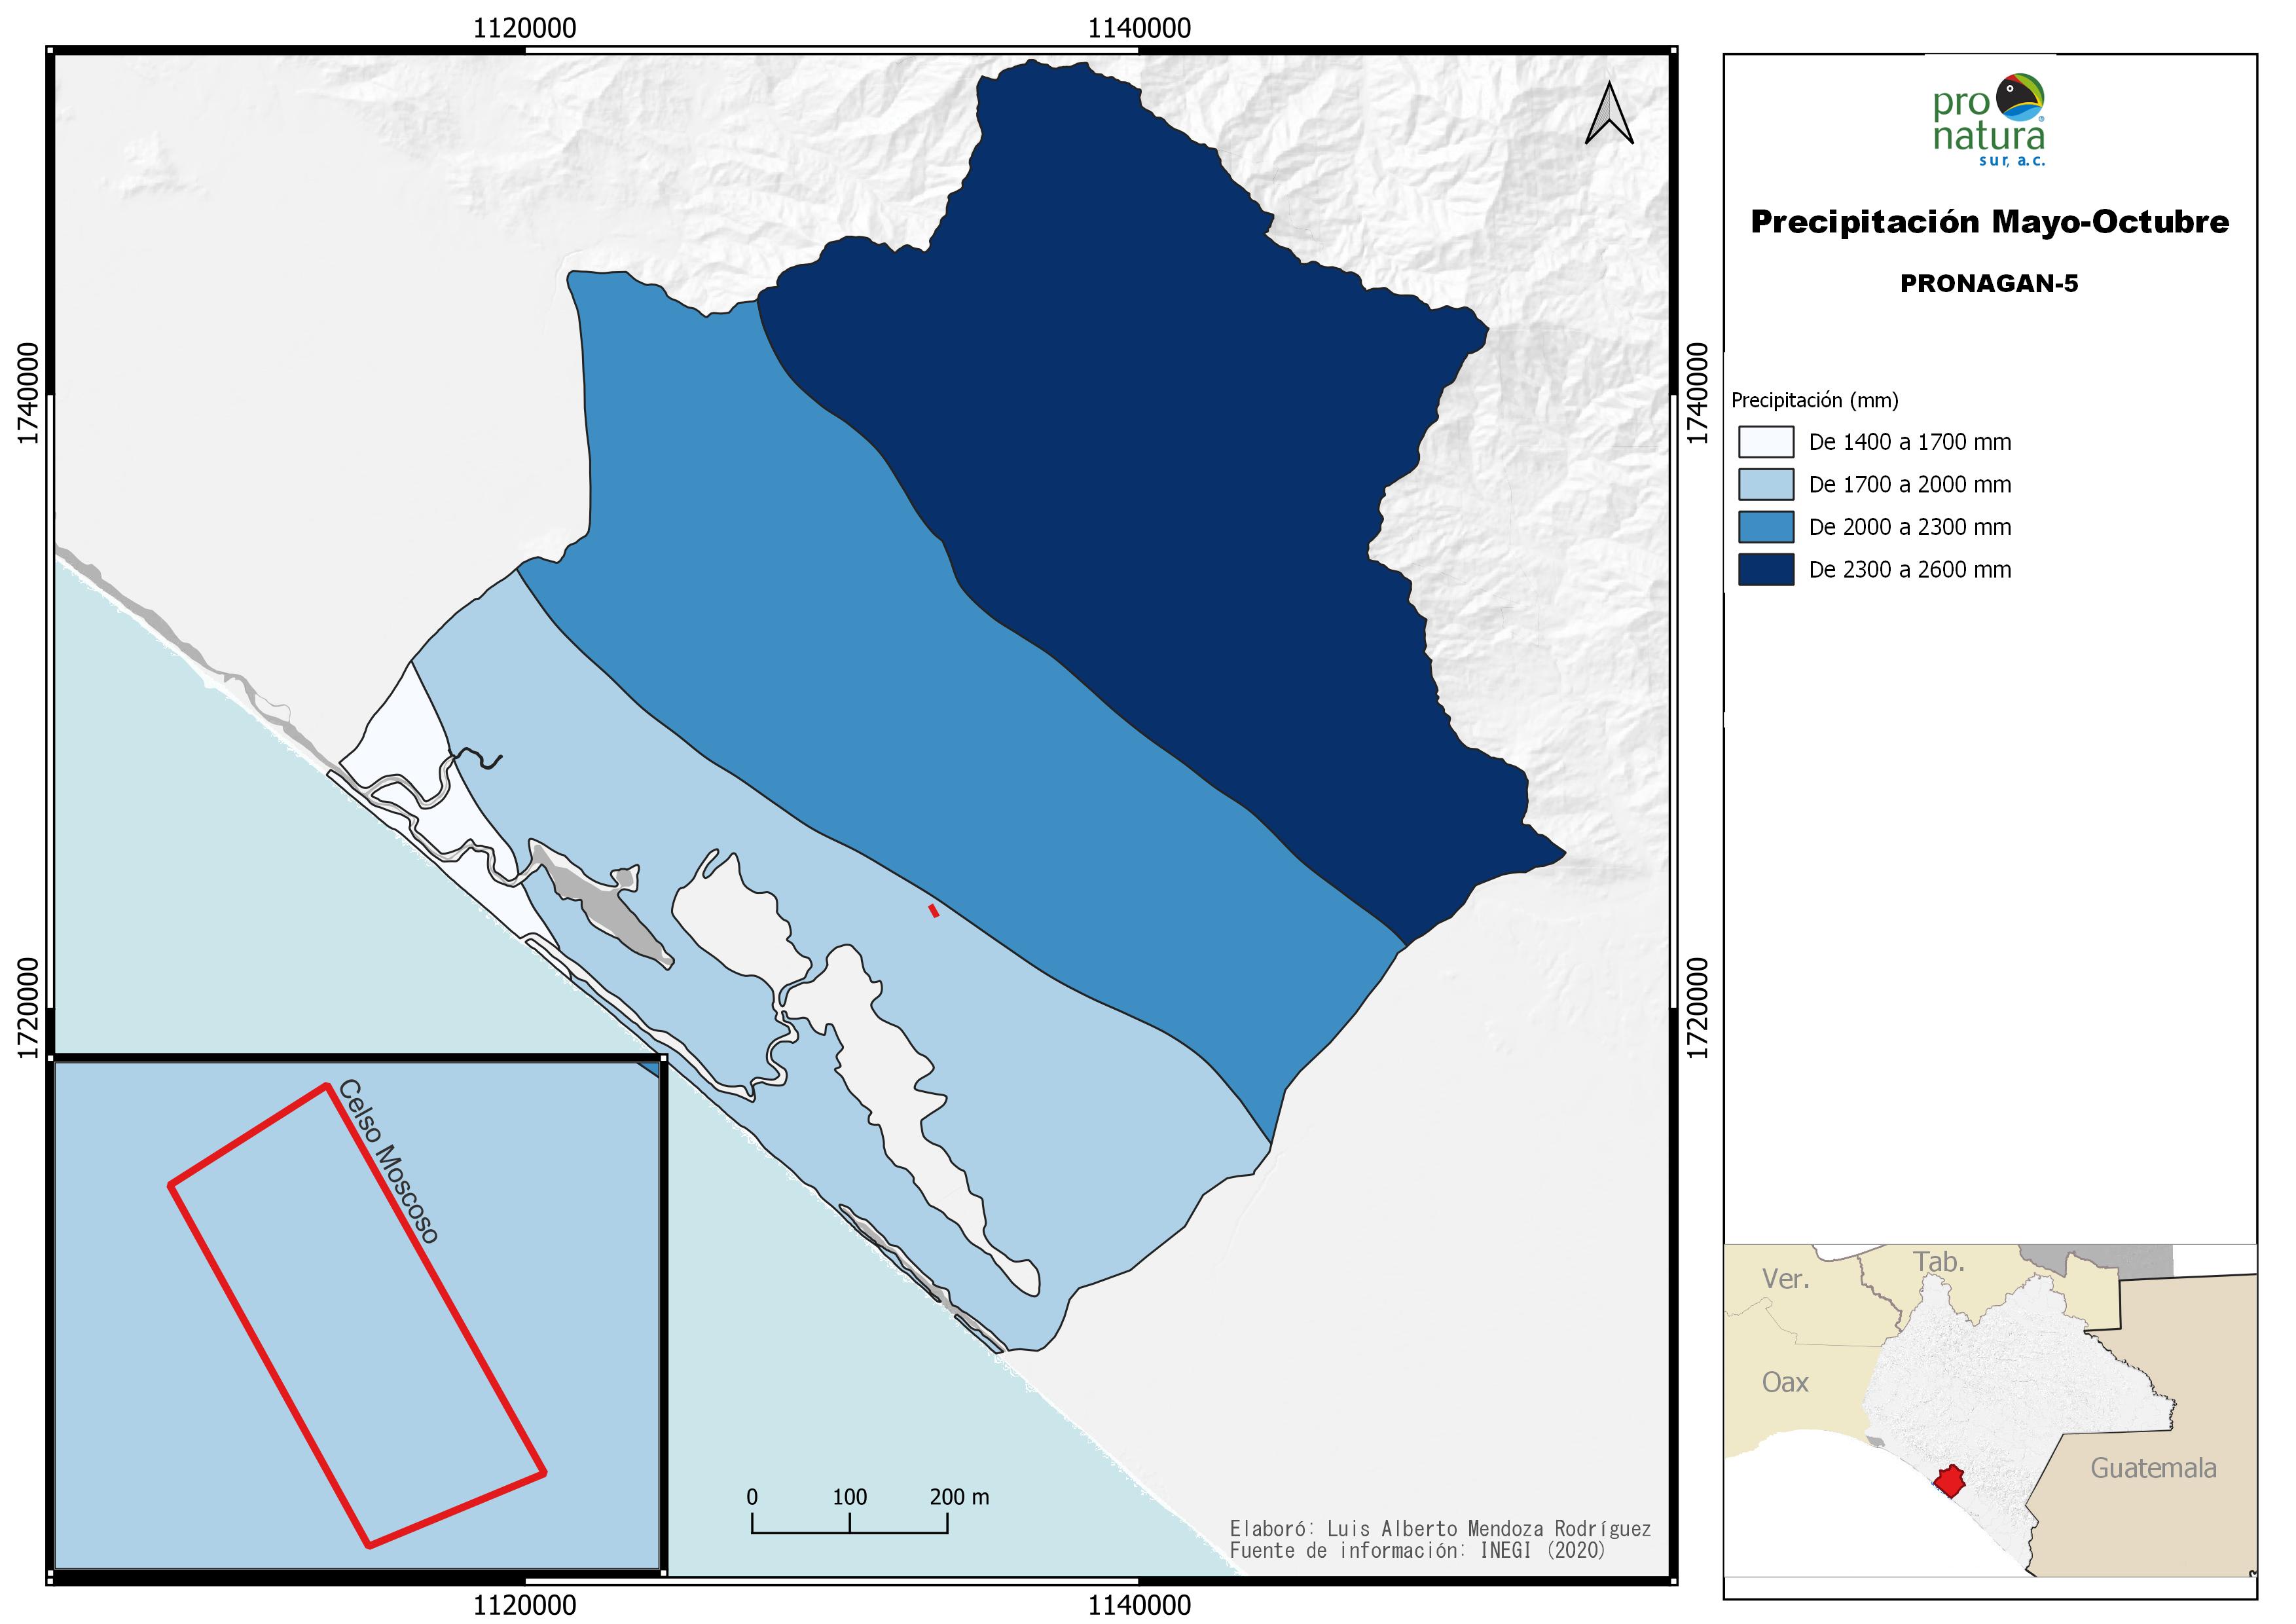 1120000
1140000
1740000
1740000
1720000
1720000
1120000
1140000
Celso Moscoso
0 100 200 m
Elaboró: Luis Alberto Mendoza Rodríguez
Fuente de información: INEGI (2020)
pro
natura
sur, a.c.
Precipitación Mayo-Octubre
PRONAGAN-5
Precipitación (mm)
De 1400 a 1700 mm
De 1700 a 2000 mm
De 2000 a 2300 mm
De 2300 a 2600 mm
Ver.
Tab.
Oax
Guatemala